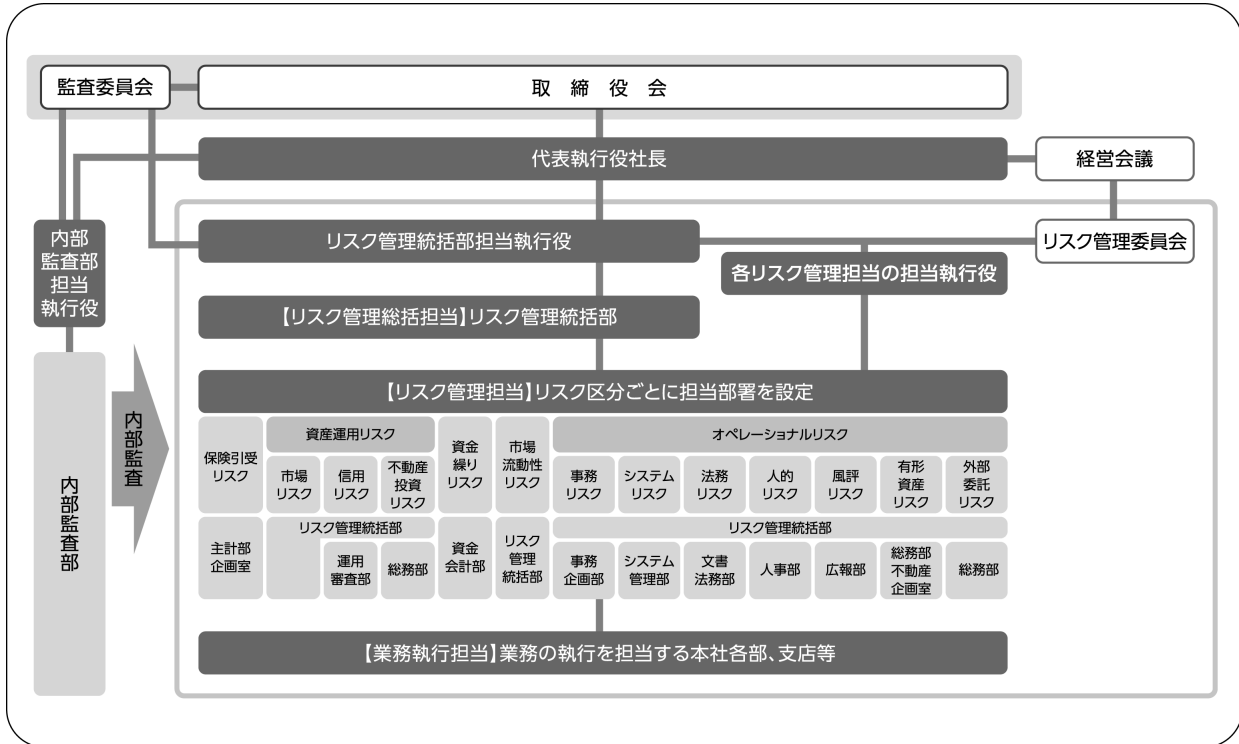 監査委員会
取締役会
代表執行役社長
経営会議
内部
監査部
担当
執行役
リスク管理統括部担当執行役
リスク管理委員会
各リスク管理担当の担当執行役
【リスク管理総括担当】リスク管理統括部
内部監査部
内部監査
【リスク管理担当】リスク区分ごとに担当部署を設定
保険引受
リスク
資産運用リスク
市場
リスク
信用
リスク
不動産
投資
リスク
資金
繰り
リスク
市場
流動性
リスク
オペレーショナルリスク
事務
リスク
システム
リスク
法務
リスク
人的
リスク
風評
リスク
有形
資産
リスク
外部
委託
リスク
主計部
企画室
リスク管理統括部
運用
審査部
総務部
資金
会計部
リスク
管理
統括部
リスク管理統括部
事務
企画部
システム
管理部
文書
法務部
人事部
広報部
総務部
不動産
企画室
総務部
【業務執行担当】業務の執行を担当する本社各部、支店等